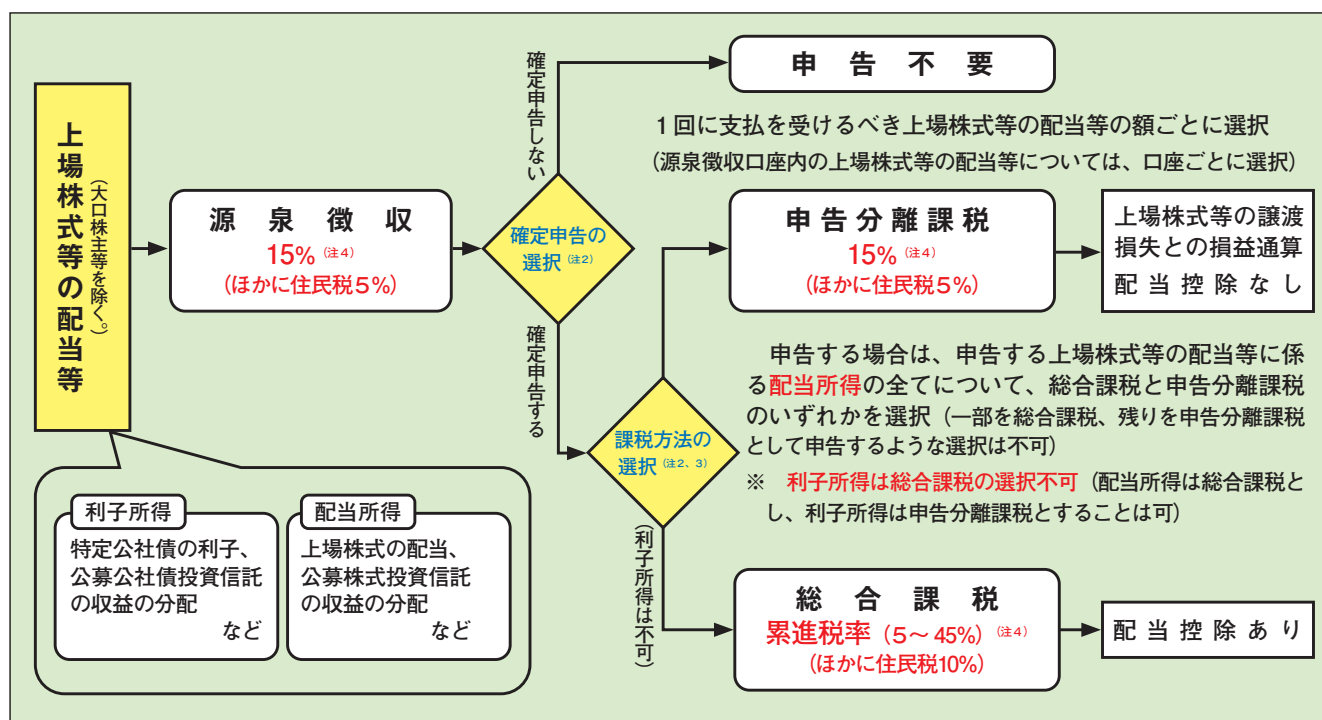 上場株式等の配当等
(大口株主等を除く。)
源泉徴収
15%(注4)
(ほかに住民税5%)
確定申告の
選択(注2)
確定申告しない
申告不要
1回に支払を受けるべき上場株式等の配当等の額ごとに選択
(源泉徴収口座内の上場株式等の配当等については、口座ごとに選択)
確定申告する
課税方法の
選択(注2、3)
申告分離課税
15%(注4)
(ほかに住民税5%)
上場株式等の譲渡
損失との損益通算
配当控除なし
申告する場合は、申告する上場株式等の配当等に係
る配当所得の全てについて、総合課税と申告分離課税
のいずれかを選択(一部を総合課税、残りを申告分離課税
として申告するような選択は不可)
※ 利子所得は総合課税の選択不可(配当所得は総合課税と
し、利子所得は申告分離課税とすることは可)
(利子所得は不可)
総合課税
累進税率(5~45%)(注4)
(ほかに住民税10%)
配当控除あり
利子所得
特定公社債の利子、
公募公社債投資信託
の収益の分配
など
配当所得
上場株式の配当、
公募株式投資信託
の収益の分配
など